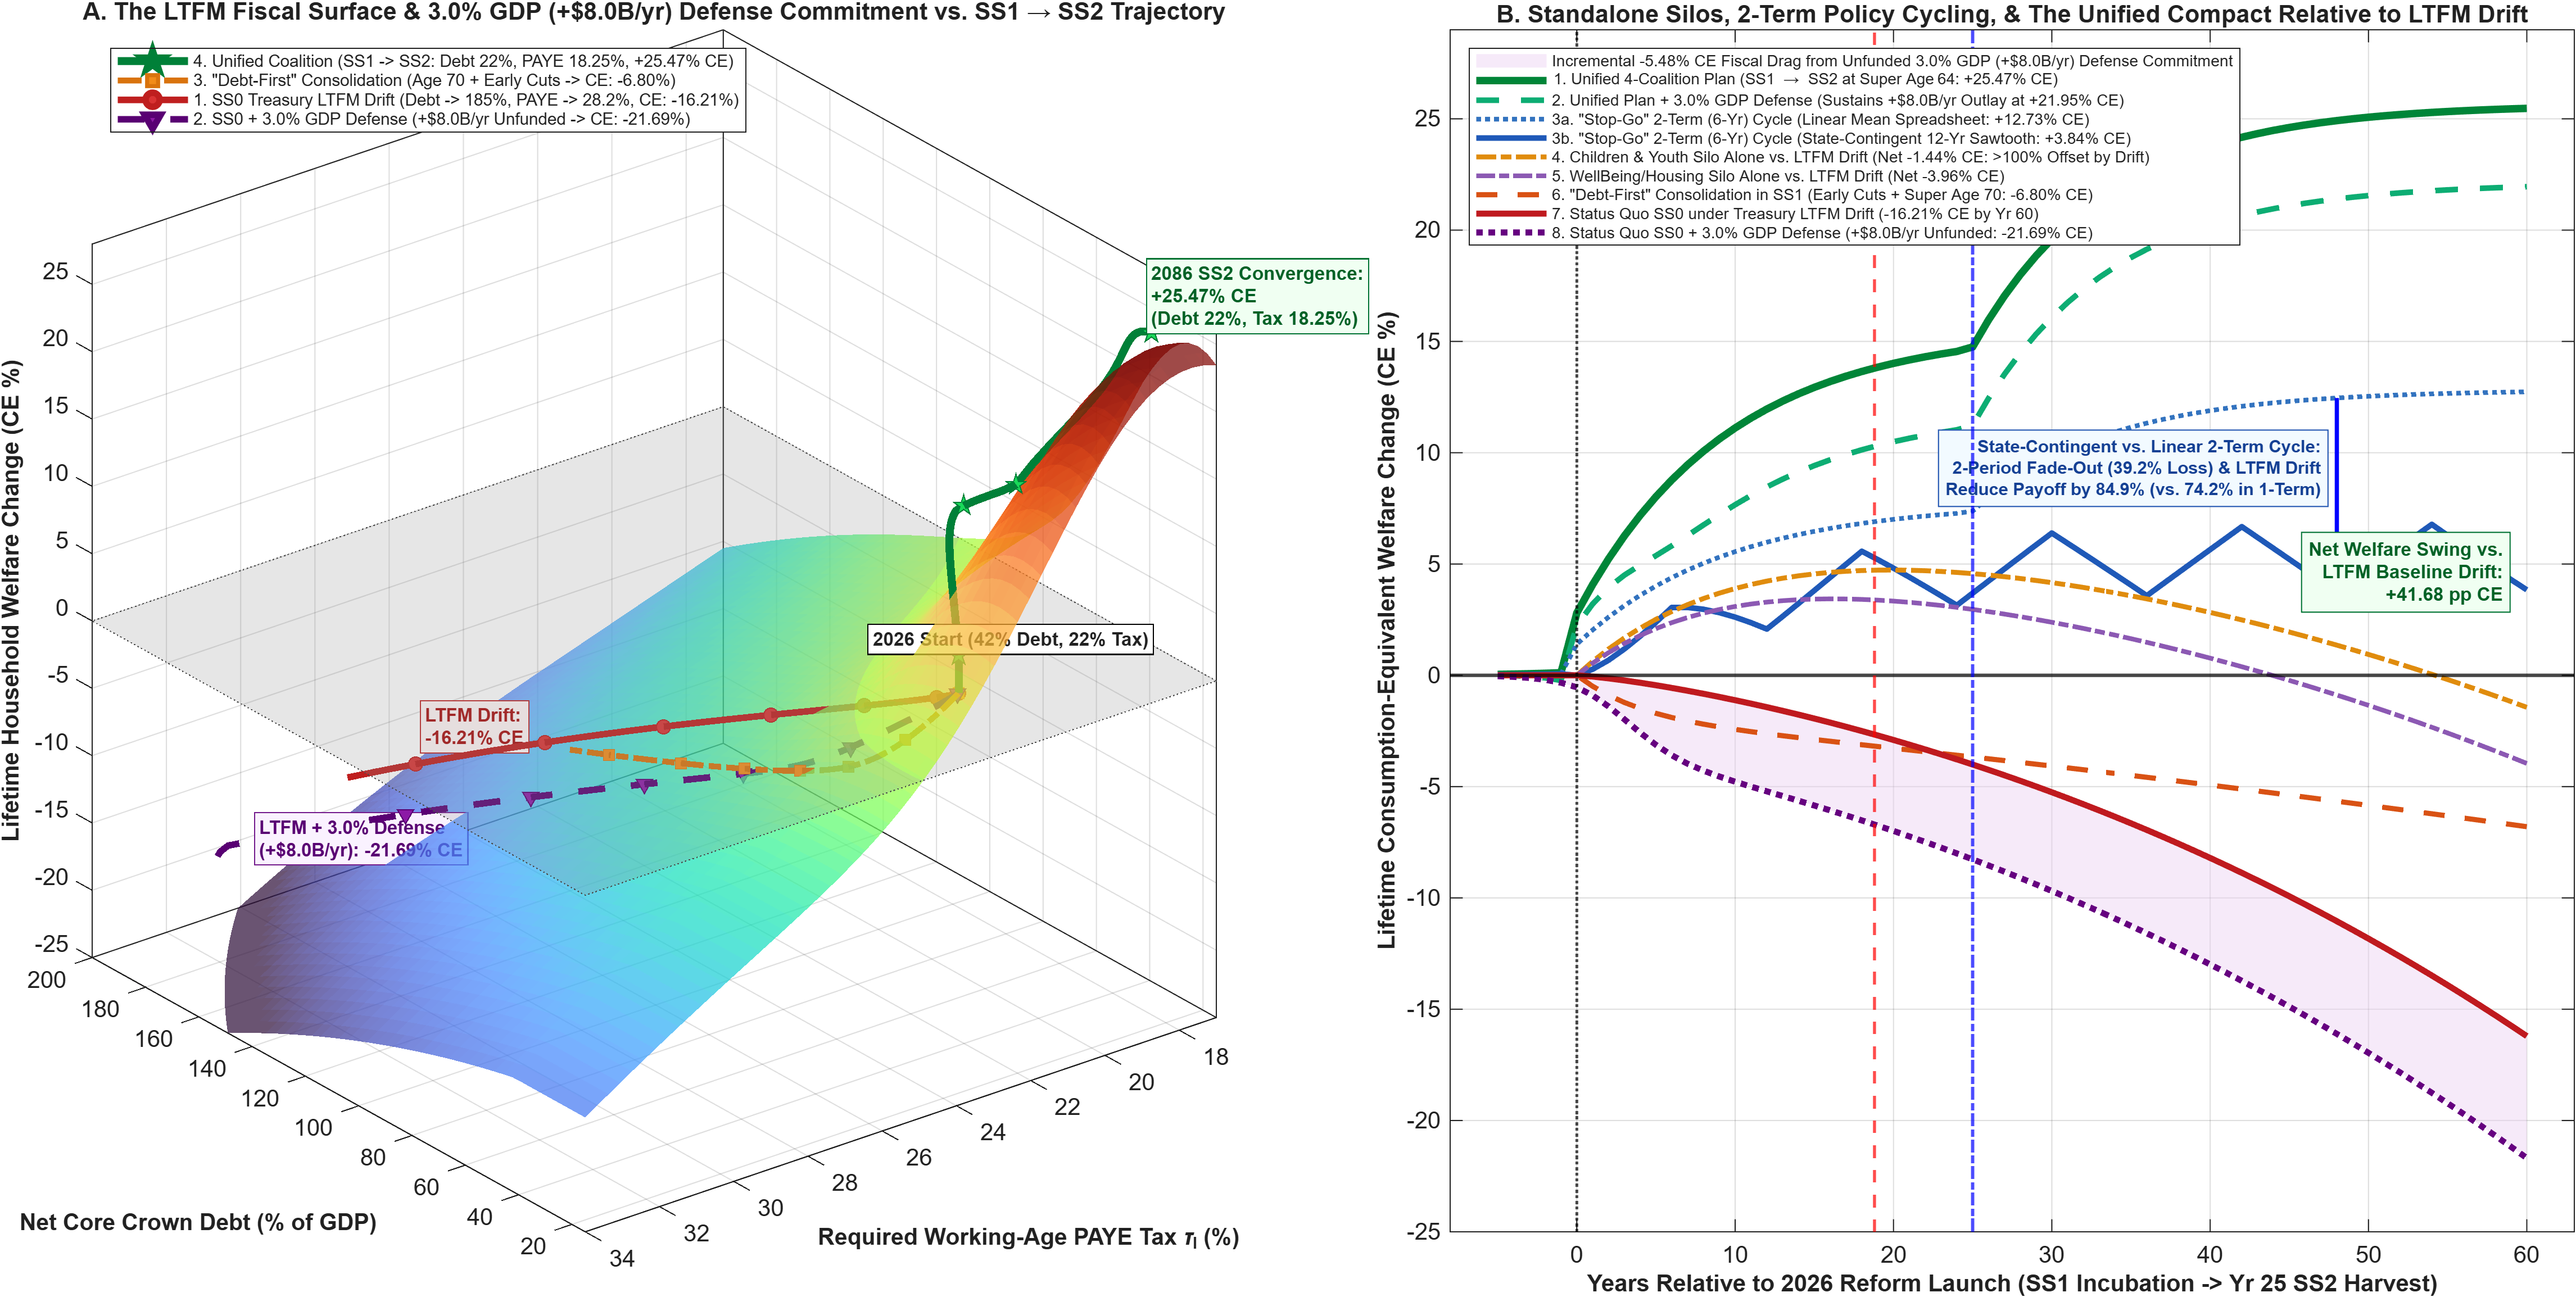 A. The LTFM Fiscal Surface & 3.0% GDP (+$8.0B/yr) Defense Commitment vs. SS1 → SS2 Trajectory
4. Unified Coalition (SS1 -> SS2: Debt 22%, PAYE 18.25%, +25.47% CE)
3. "Debt-First" Consolidation (Age 70 + Early Cuts -> CE: -6.80%)
1. SS0 Treasury LTFM Drift (Debt -> 185%, PAYE -> 28.2%, CE: -16.21%)
2. SS0 + 3.0% GDP Defense (+$8.0B/yr Unfunded -> CE: -21.69%)
2086 SS2 Convergence:
+25.47% CE
(Debt 22%, Tax 18.25%)
2026 Start (42% Debt, 22% Tax)
LTFM Drift:
-16.21% CE
LTFM + 3.0% Defense
(+$8.0B/yr): -21.69% CE
Lifetime Household Welfare Change (CE %)
25
20
15
10
5
0
-5
-10
-15
-20
-25
200
180
160
140
120
100
80
60
40
20
Net Core Crown Debt (% of GDP)
34
32
30
28
26
24
22
20
18
Required Working-Age PAYE Tax τl (%)
B. Standalone Silos, 2-Term Policy Cycling, & The Unified Compact Relative to LTFM Drift
Incremental -5.48% CE Fiscal Drag from Unfunded 3.0% GDP (+$8.0B/yr) Defense Commitment
1. Unified 4-Coalition Plan (SS1 → SS2 at Super Age 64: +25.47% CE)
2. Unified Plan + 3.0% GDP Defense (Sustains +$8.0B/yr Outlay at +21.95% CE)
3a. "Stop-Go" 2-Term (6-Yr) Cycle (Linear Mean Spreadsheet: +12.73% CE)
3b. "Stop-Go" 2-Term (6-Yr) Cycle (State-Contingent 12-Yr Sawtooth: +3.84% CE)
4. Children & Youth Silo Alone vs. LTFM Drift (Net -1.44% CE: >100% Offset by Drift)
5. WellBeing/Housing Silo Alone vs. LTFM Drift (Net -3.96% CE)
6. "Debt-First" Consolidation in SS1 (Early Cuts + Super Age 70: -6.80% CE)
7. Status Quo SS0 under Treasury LTFM Drift (-16.21% CE by Yr 60)
8. Status Quo SS0 + 3.0% GDP Defense (+$8.0B/yr Unfunded: -21.69% CE)
State-Contingent vs. Linear 2-Term Cycle:
2-Period Fade-Out (39.2% Loss) & LTFM Drift
Reduce Payoff by 84.9% (vs. 74.2% in 1-Term)
Net Welfare Swing vs.
LTFM Baseline Drift:
+41.68 pp CE
Lifetime Consumption-Equivalent Welfare Change (CE %)
25
20
15
10
5
0
-5
-10
-15
-20
-25
0
10
20
30
40
50
60
Years Relative to 2026 Reform Launch (SS1 Incubation -> Yr 25 SS2 Harvest)